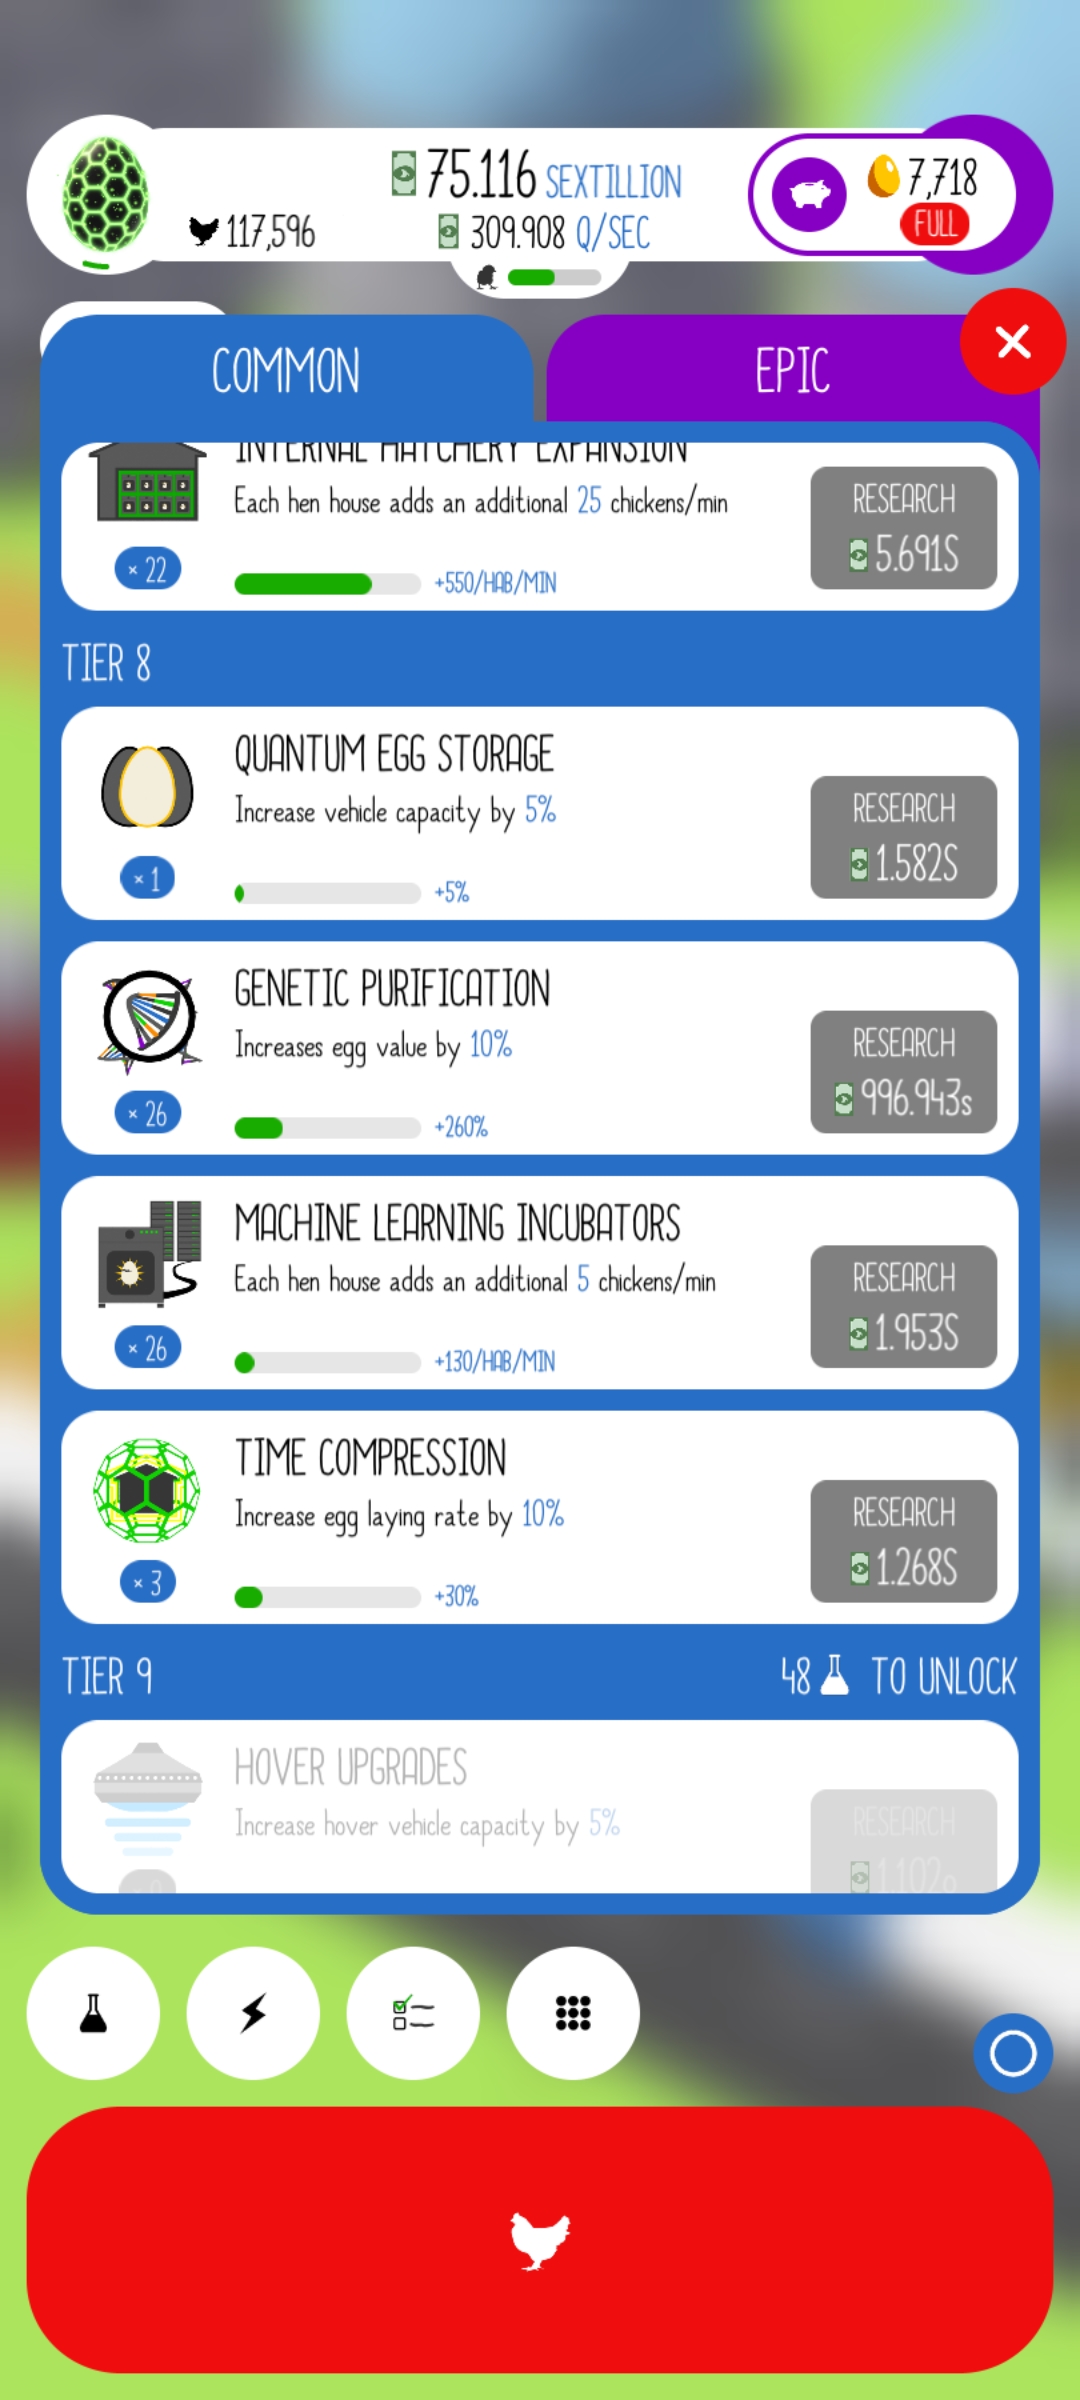 75.116 SEXTILLION
117,596
309.908 Q/SEC
7,718
FULL
COMMON
EPIC
INTERNAL HATCHERY EXPANSION
Each hen house adds an additional 25 chickens/min
× 22
+550/HAB/MIN
RESEARCH
5.691S
TIER 8
QUANTUM EGG STORAGE
Increase vehicle capacity by 5%
× 1
+5%
RESEARCH
1.582S
GENETIC PURIFICATION
Increases egg value by 10%
× 26
+260%
RESEARCH
996.943s
MACHINE LEARNING INCUBATORS
Each hen house adds an additional 5 chickens/min
× 26
+130/HAB/MIN
RESEARCH
1.953S
TIME COMPRESSION
Increase egg laying rate by 10%
× 3
+30%
RESEARCH
1.268S
TIER 9
48 TO UNLOCK
HOVER UPGRADES
Increase hover vehicle capacity by 5%
RESEARCH